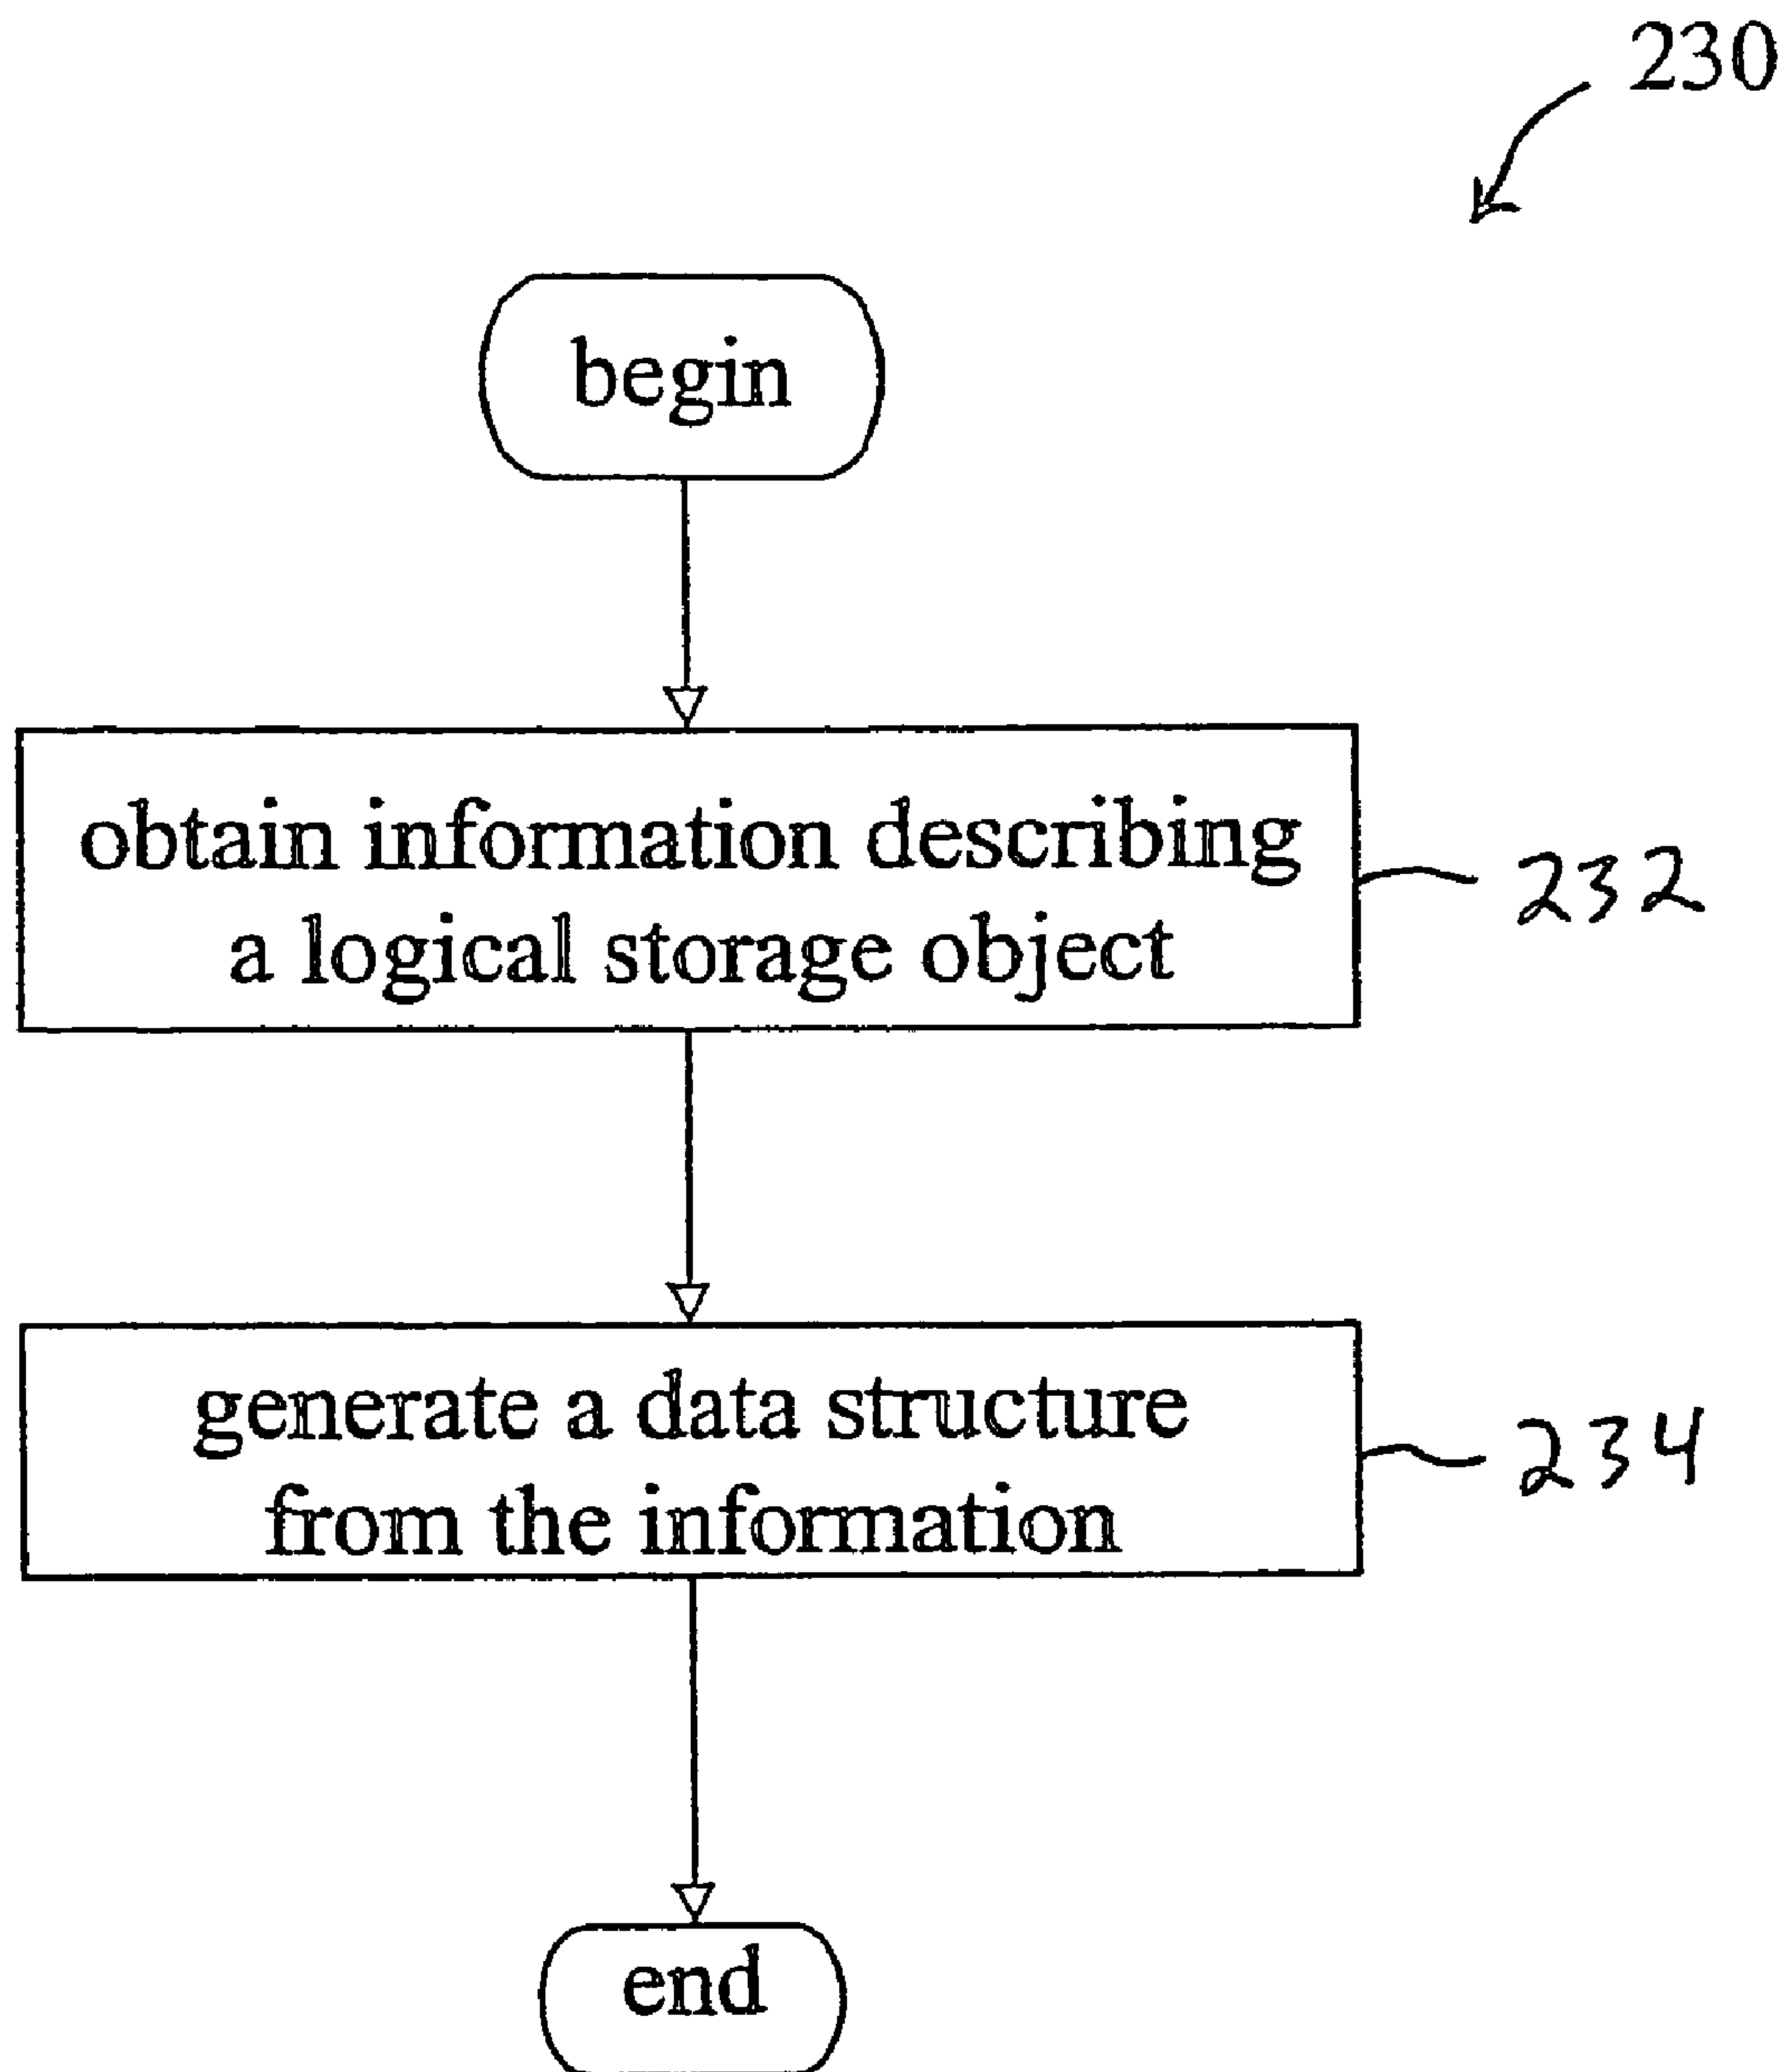 230
begin
obtain information describing
a logical storage object
232
generate a data structure
from the information
234
end